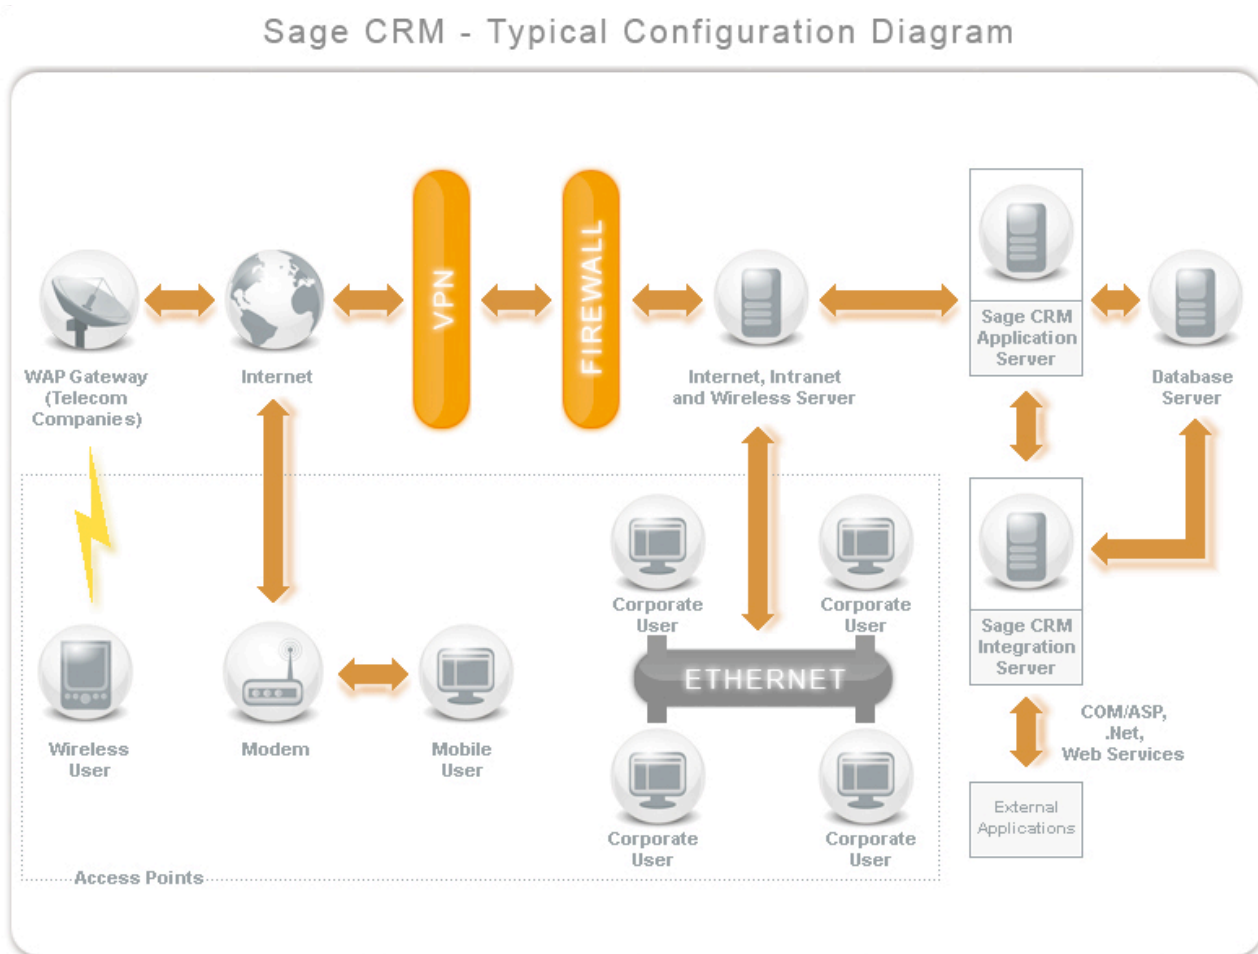 Sage CRM - Typical Configuration Diagram
VPN
FIREWALL
WAP Gateway
(Telecom
Companies)
Internet
Internet, Intranet
and Wireless Server
Sage CRM
Application
Server
Database
Server
Corporate
User
Corporate
User
Sage CRM
Integration
Server
ETHERNET
Wireless
User
Modem
Mobile
User
COM/ASP,
.Net,
Web Services
External
Applications
Corporate
User
Corporate
User
Access Points